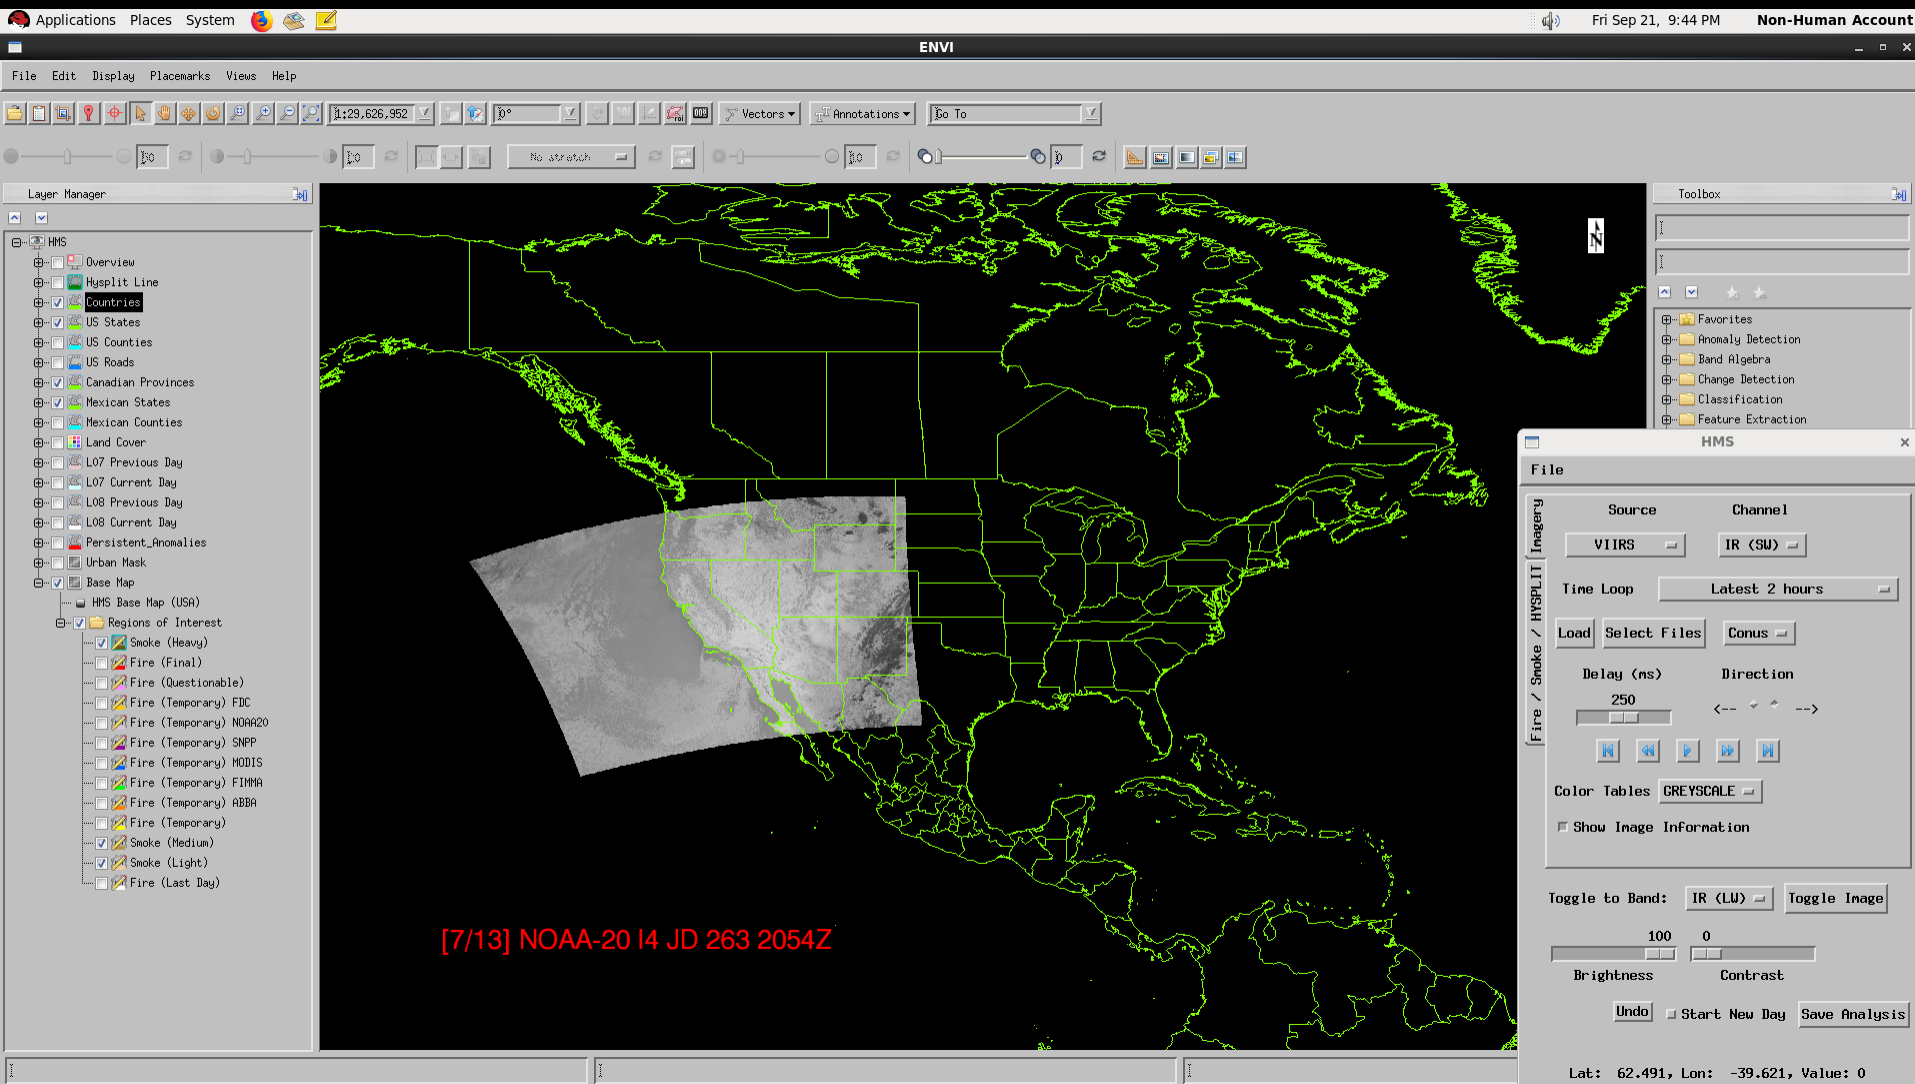 Applications Places System
Fri Sep 21, 9:44 PM Non-Human Account
ENVI
File Edit Display Placemarks Views Help
1:29,626,952 0° Vectors Annotations Go To
No stretch
Layer Manager
HMS
Overview
Hysplit Line
Countries
US States
US Counties
US Roads
Canadian Provinces
Mexican States
Mexican Counties
Land Cover
L07 Previous Day
L07 Current Day
L08 Previous Day
L08 Current Day
Persistent_Anomalies
Urban Mask
Base Map
HMS Base Map (USA)
Regions of Interest
Smoke (Heavy)
Fire (Final)
Fire (Questionable)
Fire (Temporary) FDC
Fire (Temporary) NOAA20
Fire (Temporary) SNPP
Fire (Temporary) MODIS
Fire (Temporary) FIMMA
Fire (Temporary) ABBA
Fire (Temporary)
Smoke (Medium)
Smoke (Light)
Fire (Last Day)
N
[7/13] NOAA-20 I4 JD 263 2054Z
Toolbox
Favorites
Anomaly Detection
Band Algebra
Change Detection
Classification
Feature Extraction
HMS
File
Imagery
Fire / Smoke / HYSPLIT
Source Channel
VIIRS IR (SW)
Time Loop Latest 2 hours
Load Select Files Conus
Delay (ms) Direction
250
<-- -->
Color Tables GREYSCALE
Show Image Information
Toggle to Band: IR (LW) Toggle Image
100 0
Brightness Contrast
Undo Start New Day Save Analysis
Lat: 62.491, Lon: -39.621, Value: 0